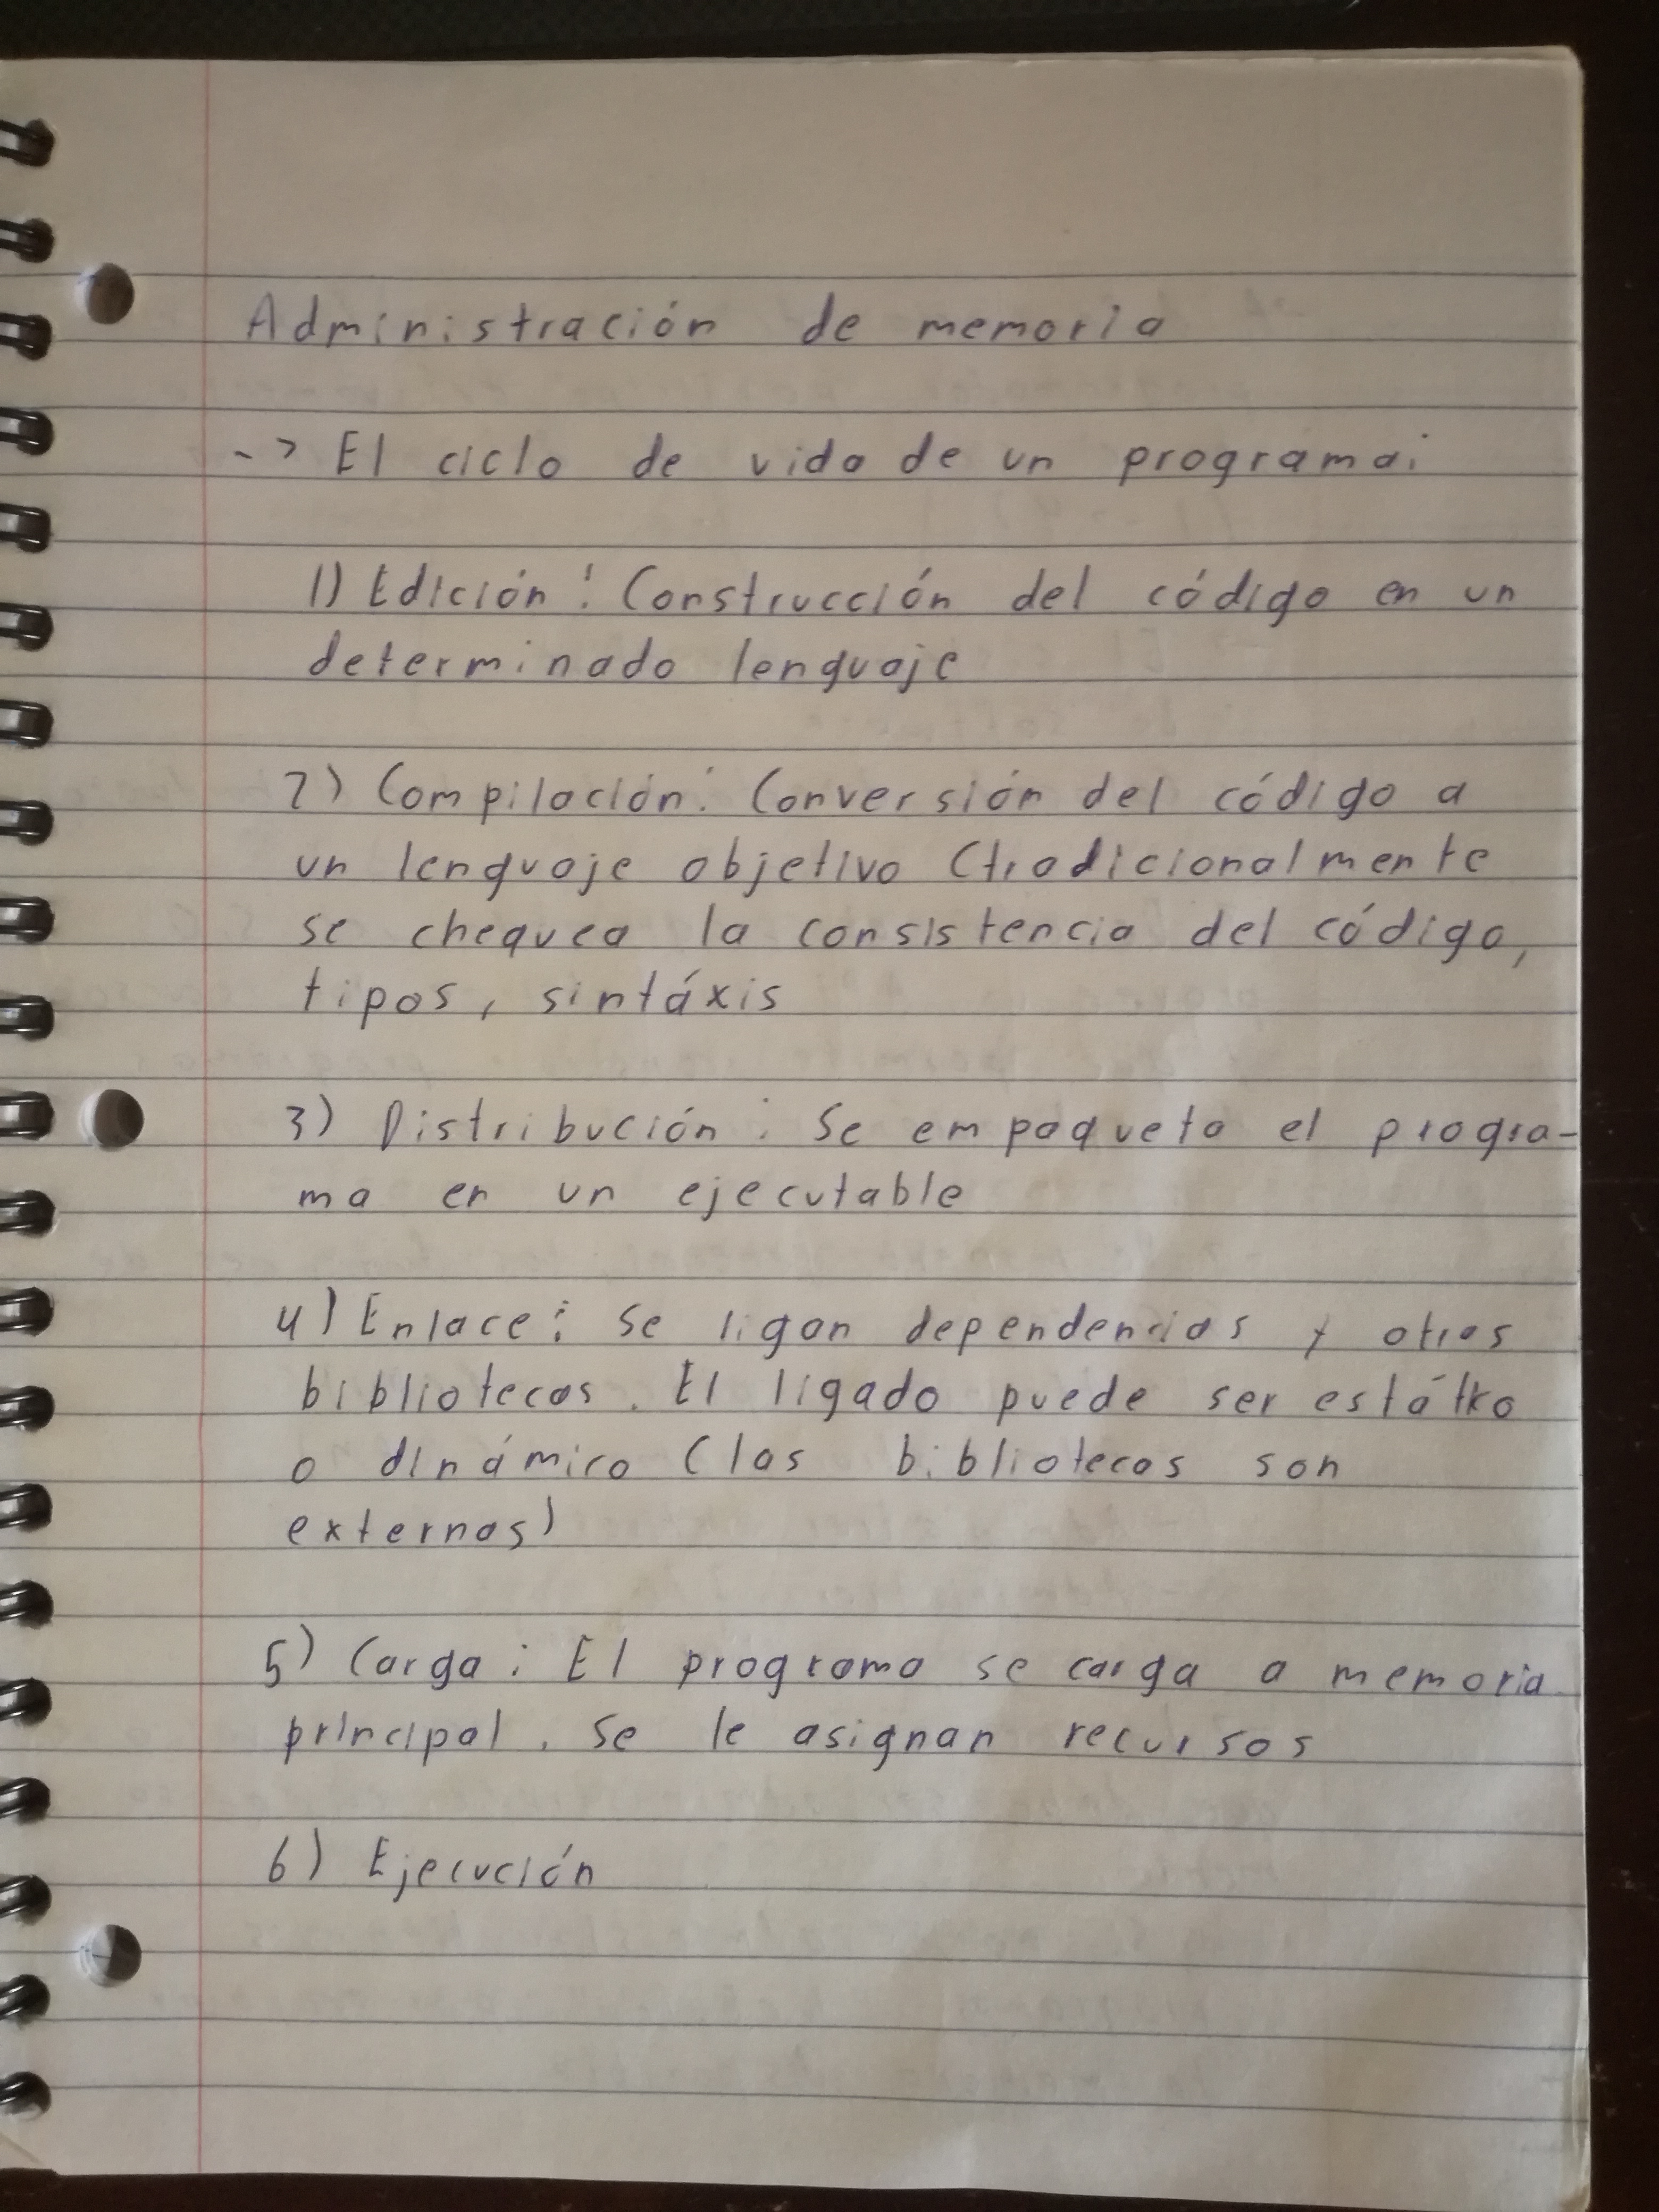 Administración de memoria
-> El ciclo de vida de un programa:
1) Edición: Construcción del código en un
determinado lenguaje
2) Compilación: Conversión del código a
un lenguaje objetivo (tradicionalmente
se chequea la consistencia del código,
tipos, sintáxis
3) Distribución: Se empaqueta el progra-
ma en un ejecutable
4) Enlace: Se ligan dependencias y otras
bibliotecas. El ligado puede ser estático
o dinámico (las bibliotecas son
externas)
5) Carga: El programa se carga a memoria
principal. Se le asignan recursos
6) Ejecución